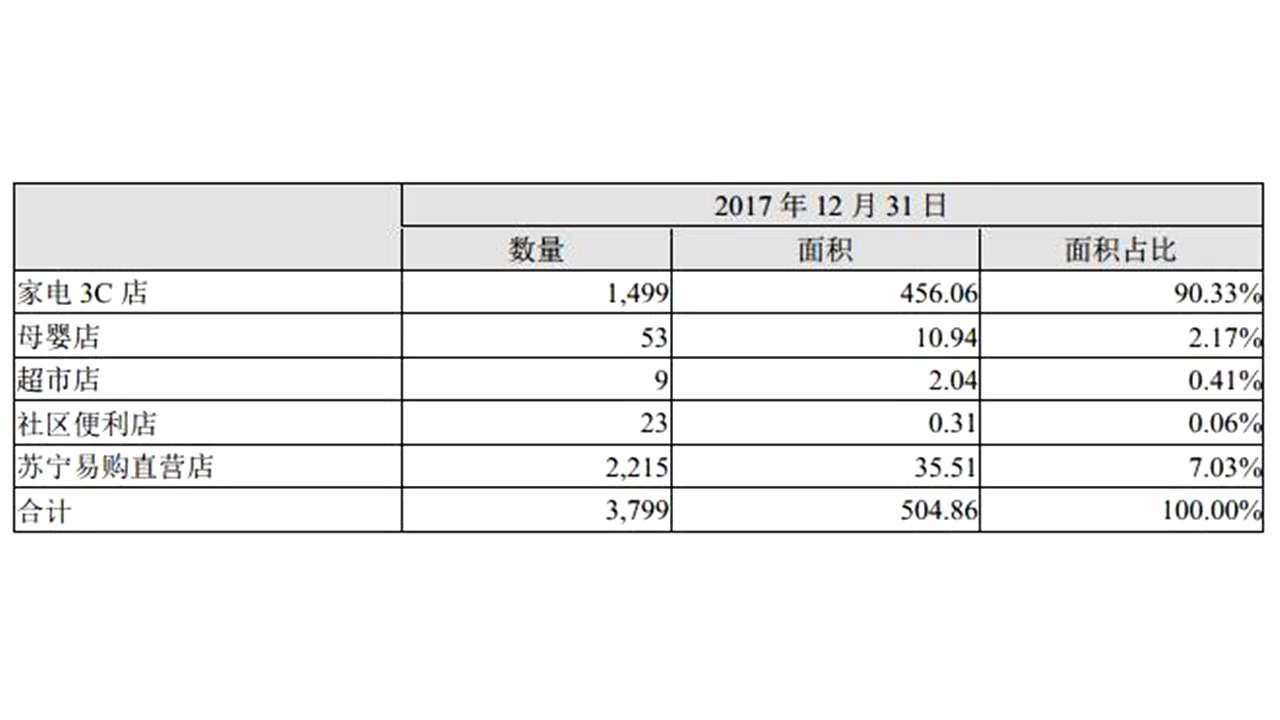 2017 年 12 月 31 日
数量 面积 面积占比
家电 3C 店 1,499 456.06 90.33%
母婴店 53 10.94 2.17%
超市店 9 2.04 0.41%
社区便利店 23 0.31 0.06%
苏宁易购直营店 2,215 35.51 7.03%
合计 3,799 504.86 100.00%